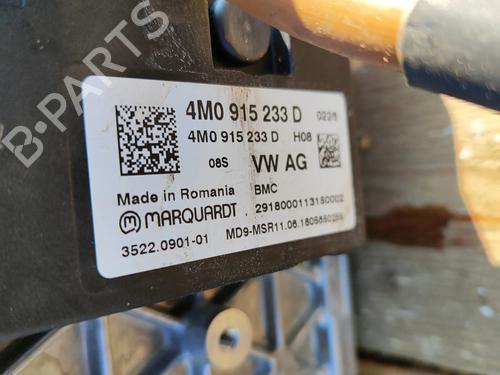 B-PARTS
4M0 915 233 D
4M0 915 233 D H08
08S VW AG
Made in Romania BMC
MARQUARDT
3522.0901-01